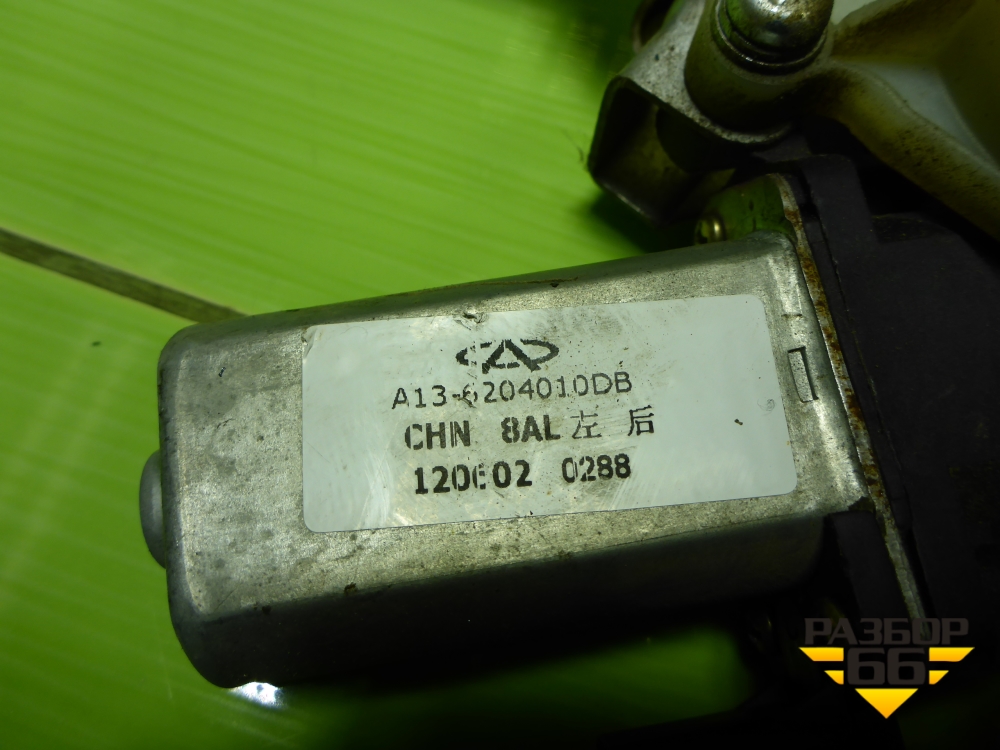 A13-6204010DB
CHN 8AL 左 后
120602 0288
РАЗБОР
66